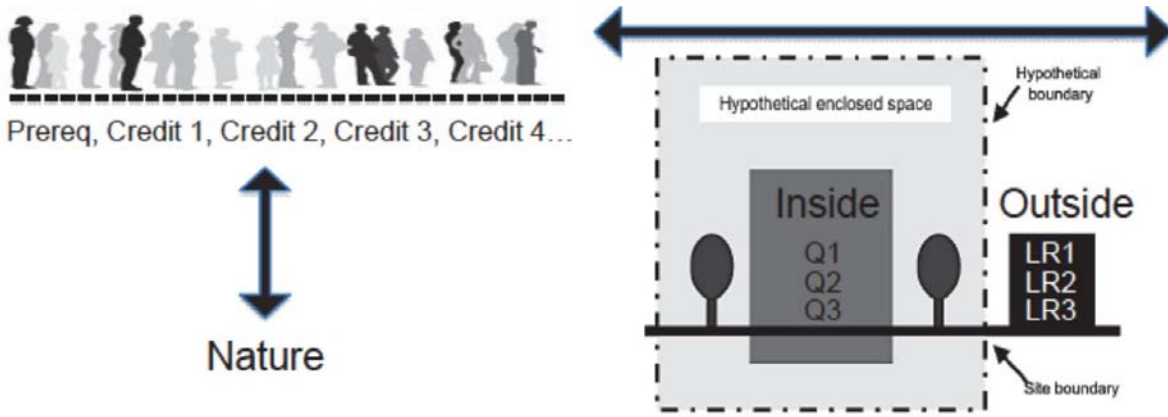 Prereq, Credit 1, Credit 2, Credit 3, Credit 4...
Nature
Hypothetical enclosed space
Hypothetical
boundary
Inside
Q1
Q2
Q3
Outside
LR1
LR2
LR3
Site boundary